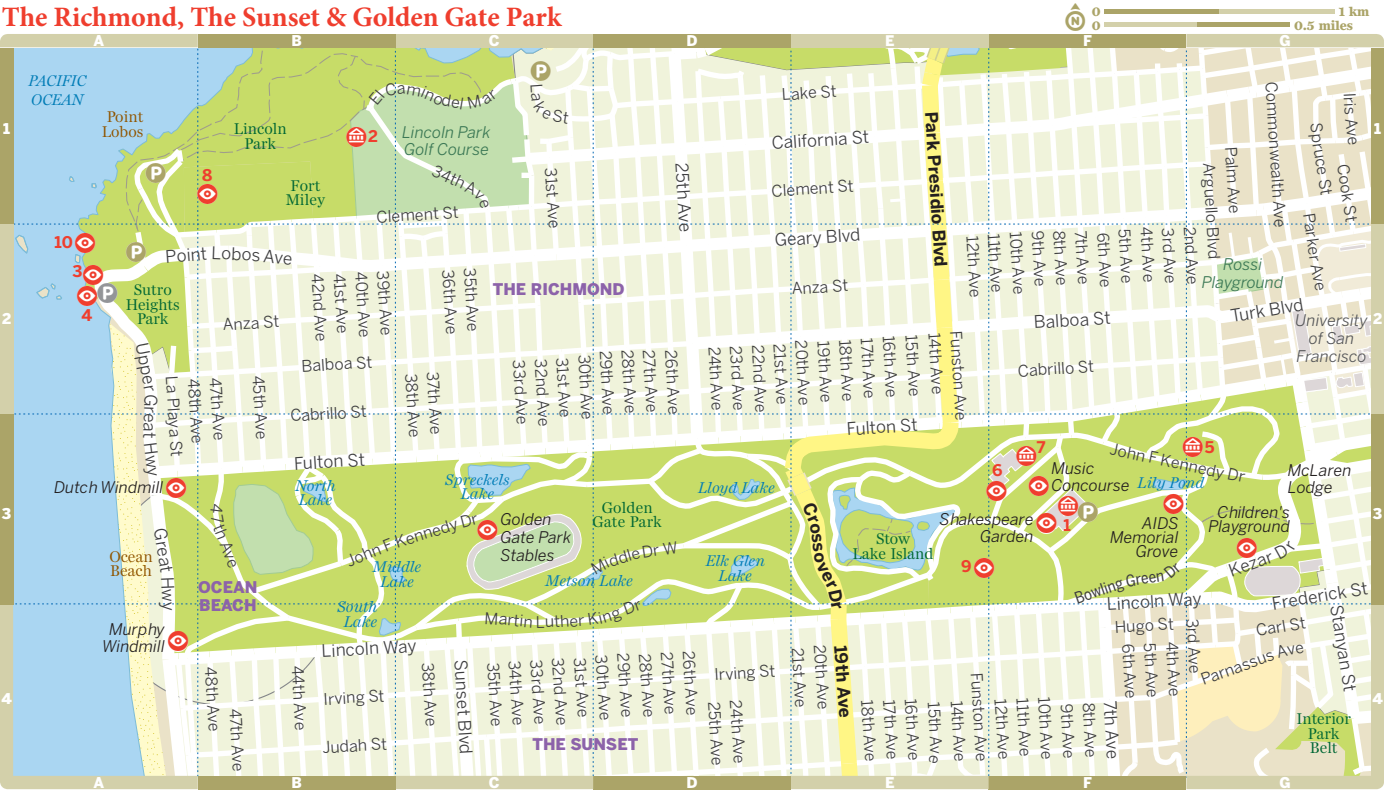 The Richmond, The Sunset & Golden Gate Park
N
0
1 km
0
0.5 miles
A
B
C
D
E
F
G
PACIFIC
OCEAN
Point
Lobos
Lincoln
Park
Fort
Miley
El Camino del Mar
Lincoln Park
Golf Course
34th Ave
Clement St
P
Lake St
31st Ave
25th Ave
Lake St
California St
Clement St
Park Presidio Blvd
Commonwealth Ave
Iris Ave
Spruce St
Palm Ave
Cook St
Arguello Blvd
Parker Ave
1
1
2
8
P
10
P
3
P
4
Point Lobos Ave
Sutro
Heights
Park
Geary Blvd
THE RICHMOND
Anza St
Anza St
42nd Ave
41st Ave
40th Ave
39th Ave
36th Ave
35th Ave
12th Ave
11th Ave
10th Ave
9th Ave
8th Ave
7th Ave
6th Ave
5th Ave
4th Ave
3rd Ave
2nd Ave
Rossi
Playground
Turk Blvd
University
of San
Francisco
2
2
Balboa St
Balboa St
Cabrillo St
Cabrillo St
Upper Great Hwy
La Playa St
48th Ave
47th Ave
45th Ave
38th Ave
37th Ave
33rd Ave
32nd Ave
31st Ave
30th Ave
29th Ave
28th Ave
27th Ave
26th Ave
24th Ave
23rd Ave
22nd Ave
21st Ave
20th Ave
19th Ave
18th Ave
17th Ave
16th Ave
15th Ave
14th Ave
Funston Ave
Fulton St
Fulton St
Dutch Windmill
North
Lake
Spreckels
Lake
Lloyd Lake
Golden
Gate Park
Golden
Gate Park
Stables
John F Kennedy Dr
47th Ave
Great Hwy
Ocean
Beach
OCEAN
BEACH
Middle
Lake
Middle Dr W
Metson Lake
Elk Glen
Lake
South
Lake
Martin Luther King Dr
Crossover Dr
Stow
Lake Island
Shakespeare
Garden
6
7
Music
Concourse
1
P
9
5
John F Kennedy Dr
Lily Pond
AIDS
Memorial
Grove
Children's
Playground
McLaren
Lodge
Kezar Dr
Bowling Green Dr
3
3
Lincoln Way
Frederick St
Hugo St
Carl St
Parnassus Ave
Stanyan St
Murphy
Windmill
Lincoln Way
Irving St
Irving St
Judah St
THE SUNSET
48th Ave
47th Ave
44th Ave
38th Ave
Sunset Blvd
35th Ave
34th Ave
33rd Ave
32nd Ave
31st Ave
30th Ave
29th Ave
28th Ave
27th Ave
26th Ave
25th Ave
24th Ave
21st Ave
20th Ave
19th Ave
18th Ave
17th Ave
16th Ave
15th Ave
14th Ave
Funston Ave
12th Ave
11th Ave
10th Ave
9th Ave
8th Ave
7th Ave
6th Ave
5th Ave
4th Ave
3rd Ave
Interior
Park
Belt
4
4
A
B
C
D
E
F
G